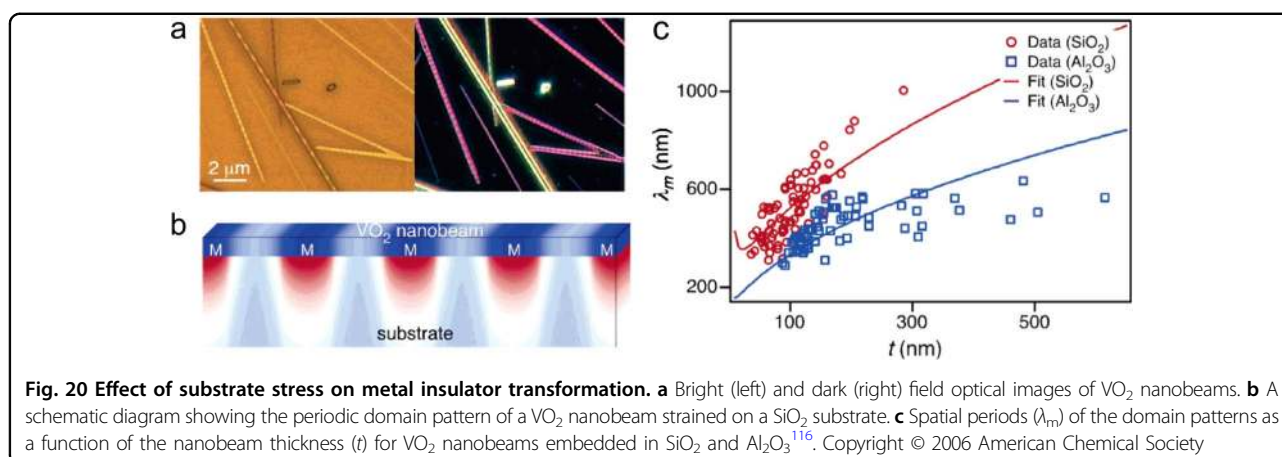 a
2 μm
b
VO₂ nanobeam
M M M M M
substrate
c
Data (SiO₂)
Data (Al₂O₃)
Fit (SiO₂)
Fit (Al₂O₃)
1000
600
200
λm (nm)
100 300 500
t (nm)
Fig. 20 Effect of substrate stress on metal insulator transformation. a Bright (left) and dark (right) field optical images of VO₂ nanobeams. b A
schematic diagram showing the periodic domain pattern of a VO₂ nanobeam strained on a SiO₂ substrate. c Spatial periods (λm) of the domain patterns as
a function of the nanobeam thickness (t) for VO₂ nanobeams embedded in SiO₂ and Al₂O₃¹¹⁶. Copyright © 2006 American Chemical Society